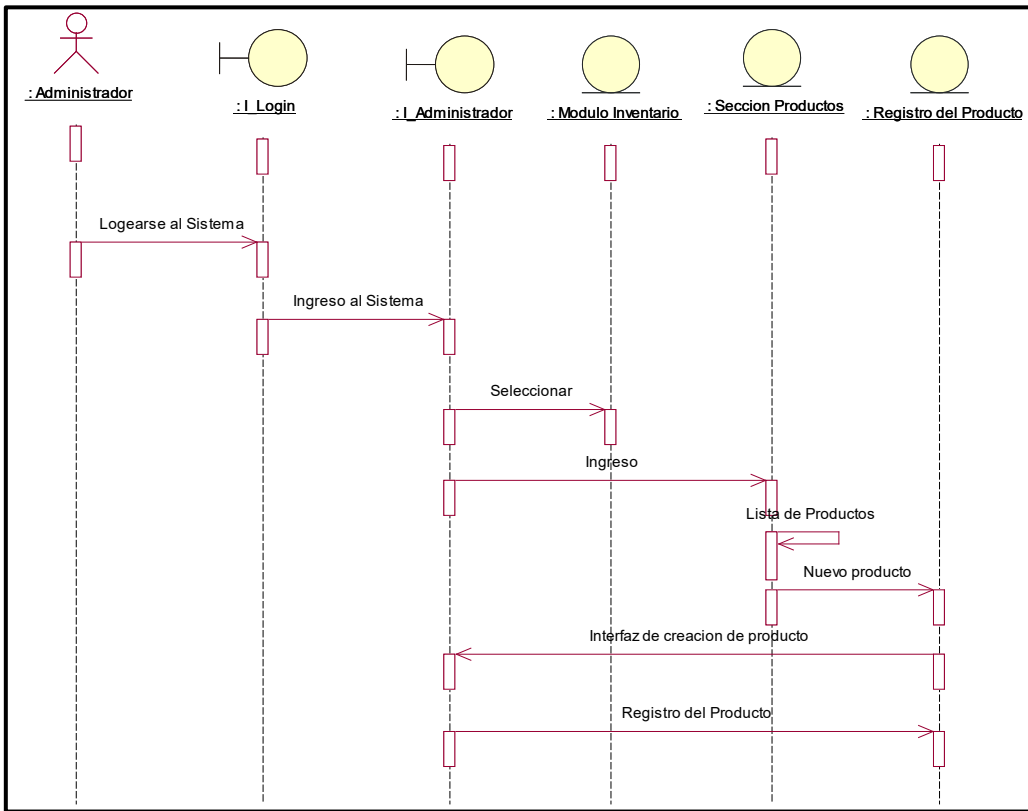 : Administrador
: I_Login
: I_Administrador
: Modulo Inventario
: Seccion Productos
: Registro del Producto
Logearse al Sistema
Ingreso al Sistema
Seleccionar
Ingreso
Lista de Productos
Nuevo producto
Interfaz de creacion de producto
Registro del Producto